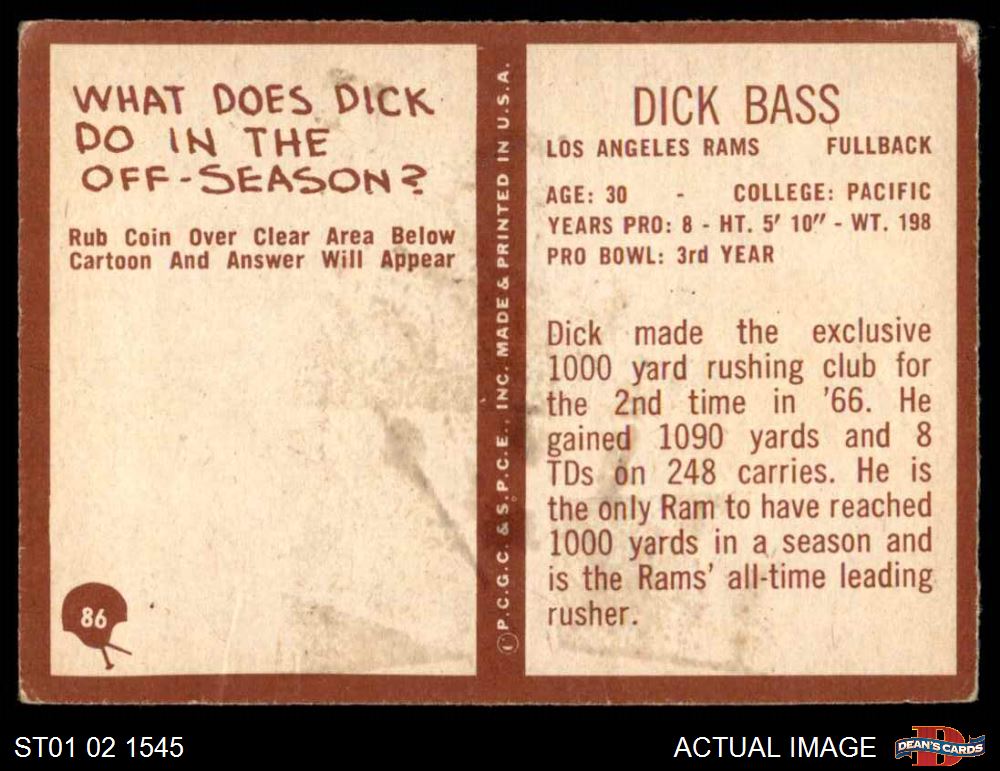 WHAT DOES DICK
DO IN THE
OFF-SEASON?
Rub Coin Over Clear Area Below
Cartoon And Answer Will Appear
86
© P.C.G.C. & S.P.C.E., INC. MADE & PRINTED IN U.S.A.
DICK BASS
LOS ANGELES RAMS FULLBACK
AGE: 30 - COLLEGE: PACIFIC
YEARS PRO: 8 - HT. 5' 10" - WT. 198
PRO BOWL: 3rd YEAR
Dick made the exclusive
1000 yard rushing club for
the 2nd time in '66. He
gained 1090 yards and 8
TDs on 248 carries. He is
the only Ram to have reached
1000 yards in a season and
is the Rams' all-time leading
rusher.
ST01 02 1545
ACTUAL IMAGE
D
DEAN'S CARDS